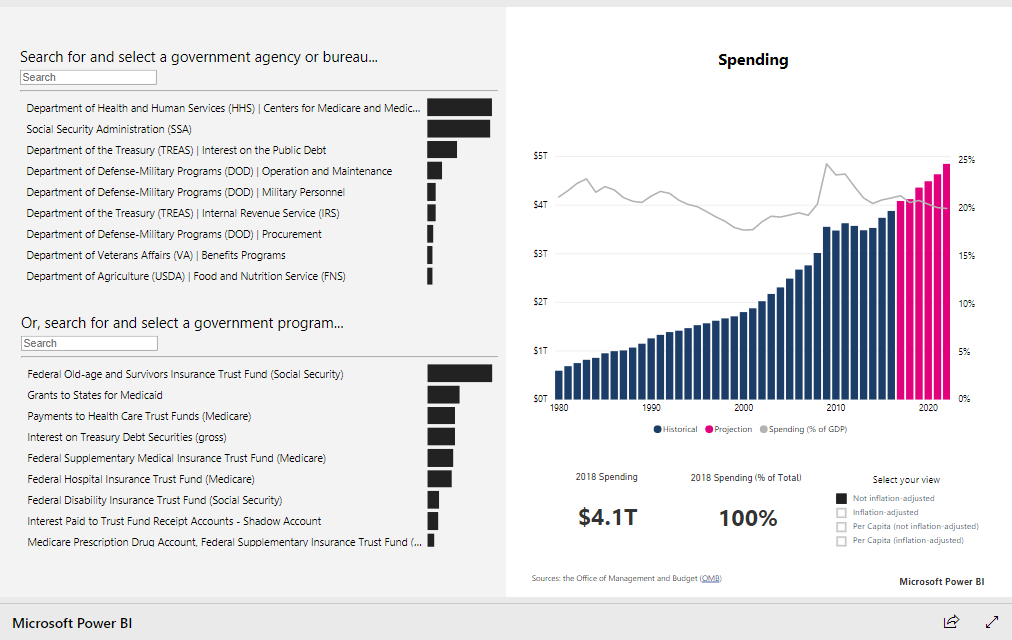 Search for and select a government agency or bureau...
Search
Department of Health and Human Services (HHS) | Centers for Medicare and Medic...
Social Security Administration (SSA)
Department of the Treasury (TREAS) | Interest on the Public Debt
Department of Defense-Military Programs (DOD) | Operation and Maintenance
Department of Defense-Military Programs (DOD) | Military Personnel
Department of the Treasury (TREAS) | Internal Revenue Service (IRS)
Department of Defense-Military Programs (DOD) | Procurement
Department of Veterans Affairs (VA) | Benefits Programs
Department of Agriculture (USDA) | Food and Nutrition Service (FNS)
Or, search for and select a government program...
Search
Federal Old-age and Survivors Insurance Trust Fund (Social Security)
Grants to States for Medicaid
Payments to Health Care Trust Funds (Medicare)
Interest on Treasury Debt Securities (gross)
Federal Supplementary Medical Insurance Trust Fund (Medicare)
Federal Hospital Insurance Trust Fund (Medicare)
Federal Disability Insurance Trust Fund (Social Security)
Interest Paid to Trust Fund Receipt Accounts - Shadow Account
Medicare Prescription Drug Account, Federal Supplementary Insurance Trust Fund (...
Spending
$5T
25%
$4T
20%
$3T
15%
$2T
10%
$1T
5%
$0T
0%
1980 1990 2000 2010 2020
Historical Projection Spending (% of GDP)
2018 Spending
$4.1T
2018 Spending (% of Total)
100%
Select your view
Not inflation-adjusted
Inflation-adjusted
Per Capita (not inflation-adjusted)
Per Capita (inflation-adjusted)
Sources: the Office of Management and Budget (OMB)
Microsoft Power BI
Microsoft Power BI